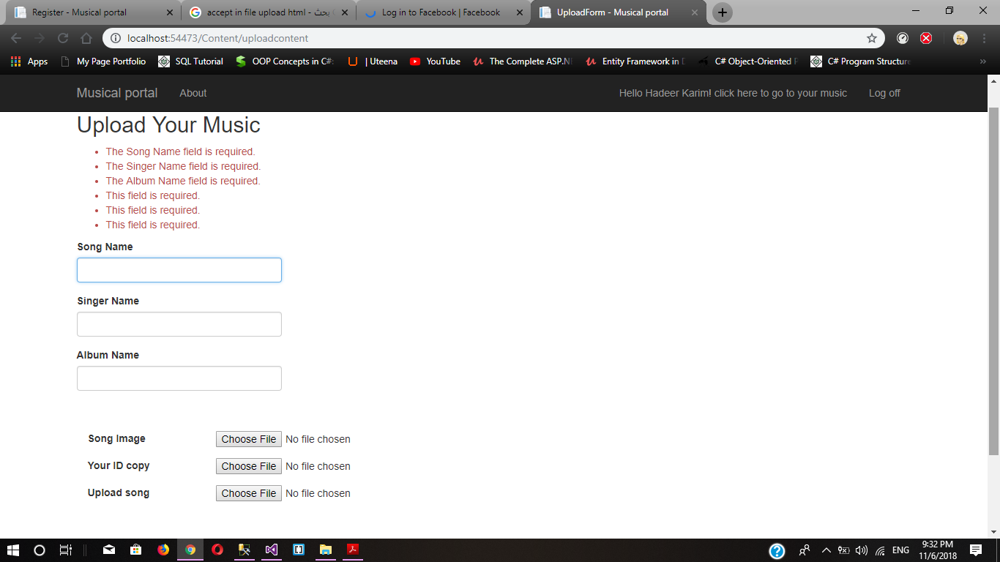 Register - Musical portal
accept in file upload html - بحث
Log in to Facebook | Facebook
UploadForm - Musical portal
localhost:54473/Content/uploadcontent
Apps My Page Portfolio SQL Tutorial OOP Concepts in C# | Uteena YouTube The Complete ASP.N Entity Framework in C# Object-Oriented C# Program Structure
Musical portal About Hello Hadeer Karim! click here to go to your music Log off
Upload Your Music
The Song Name field is required.
The Singer Name field is required.
The Album Name field is required.
This field is required.
This field is required.
This field is required.
Song Name
Singer Name
Album Name
Song Image Choose File No file chosen
Your ID copy Choose File No file chosen
Upload song Choose File No file chosen
ENG
9:32 PM
11/6/2018